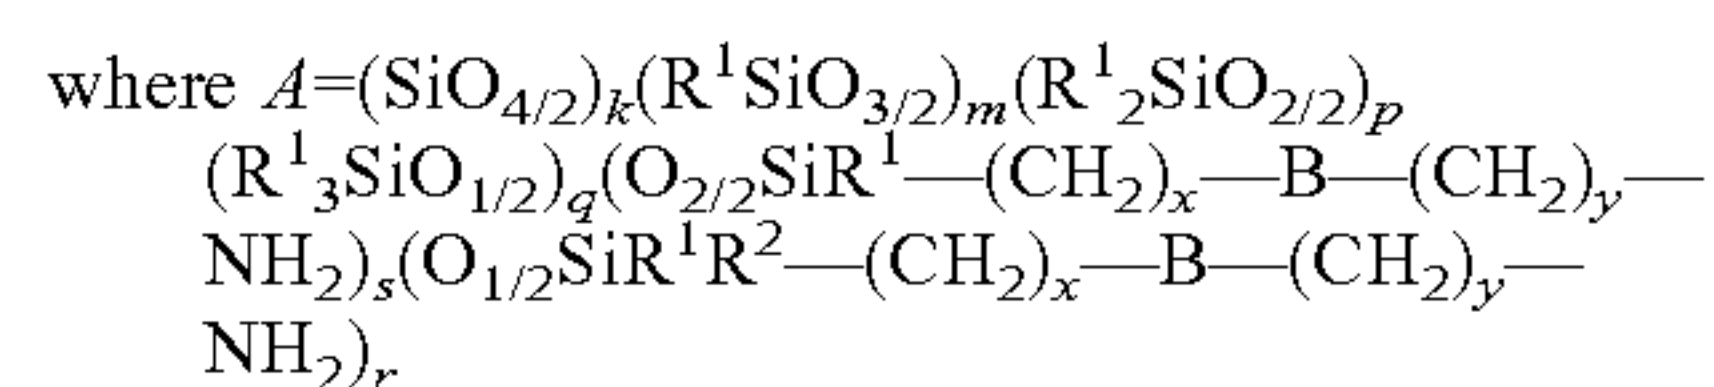 where A=(SiO₄/₂)ₖ(R¹SiO₃/₂)ₘ(R¹₂SiO₂/₂)ₚ
(R¹₃SiO₁/₂)q(O₂/₂SiR¹—(CH₂)ₓ—B—(CH₂)y—
NH₂)ₛ(O₁/₂SiR¹R²—(CH₂)ₓ—B—(CH₂)y—
NH₂)ᵣ